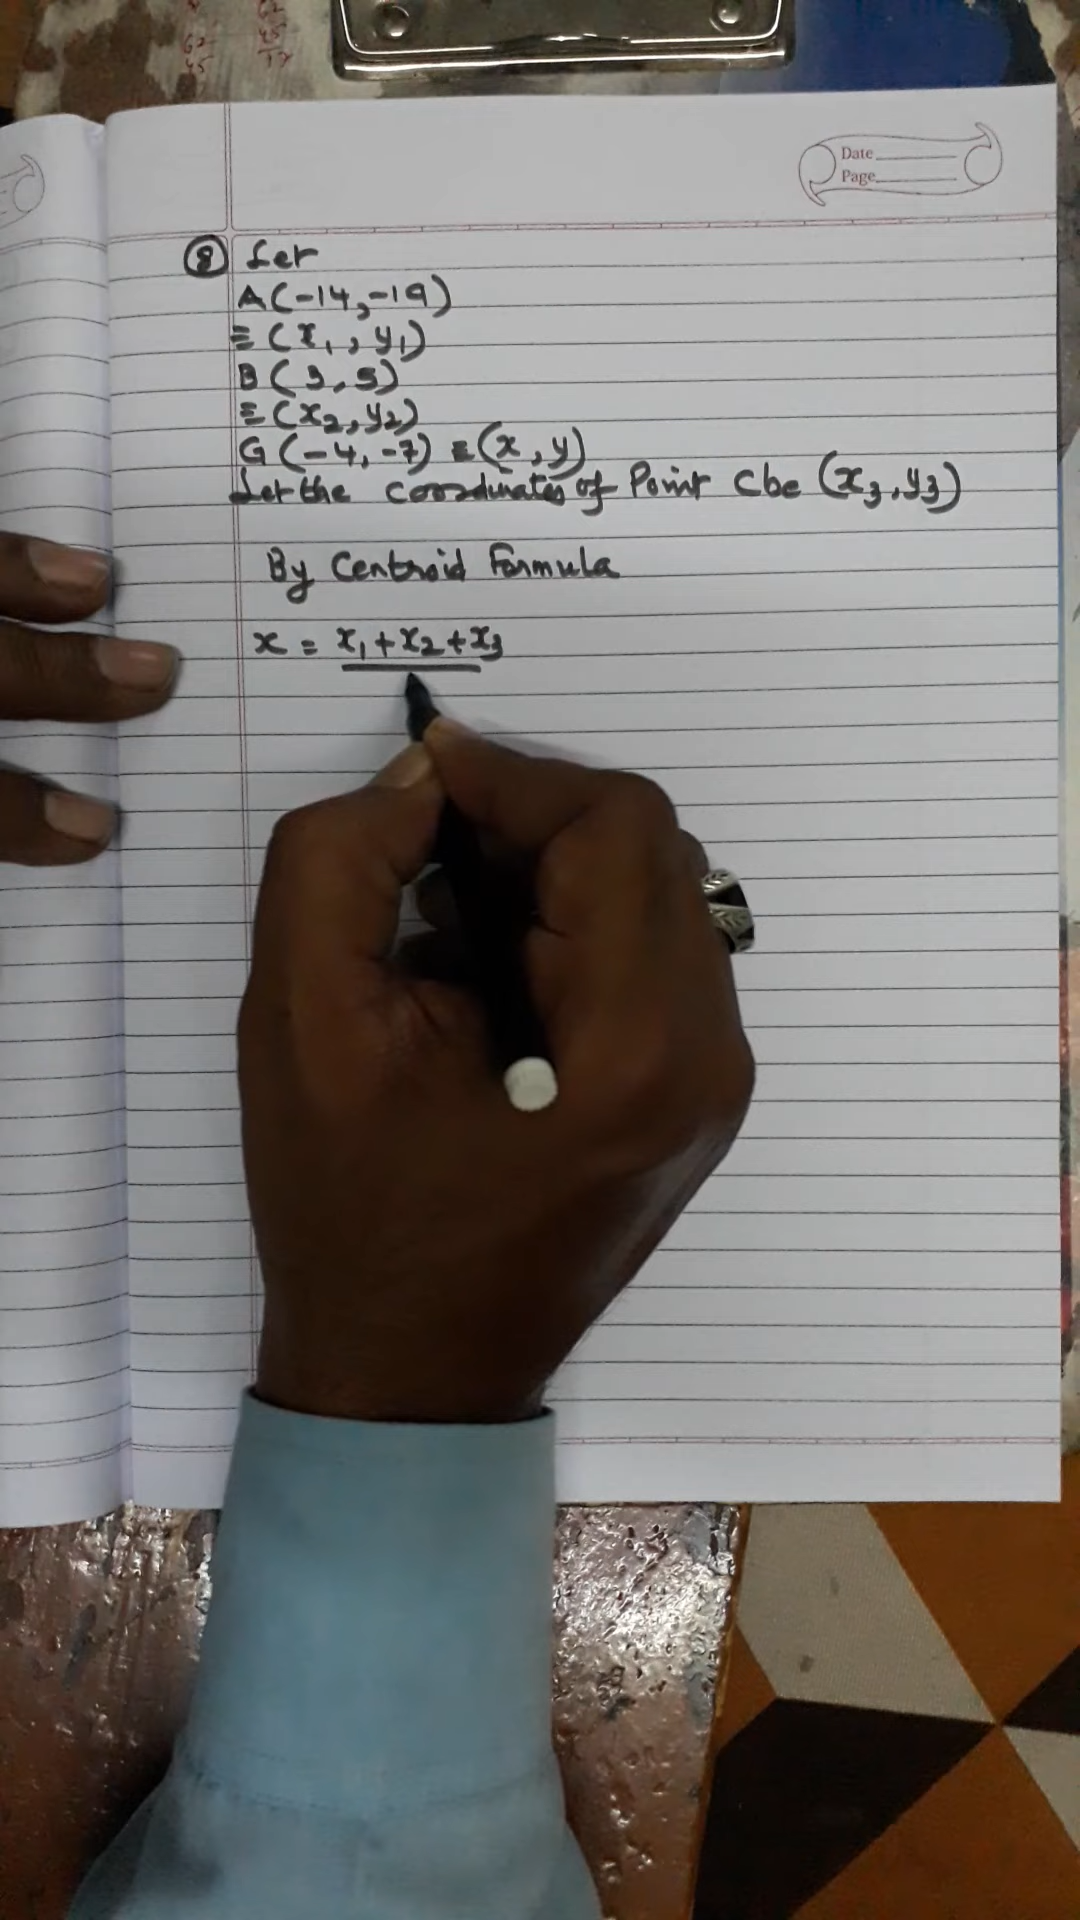 Date
Page
8 Let
A(-14,-19)
≡(x₁, y₁)
B(3,5)
≡(x₂,y₂)
G(-4,-7) ≡(x,y)
Let the coordinates of Point C be (x₃,y₃)
By Centroid Formula
x = x₁+x₂+x₃